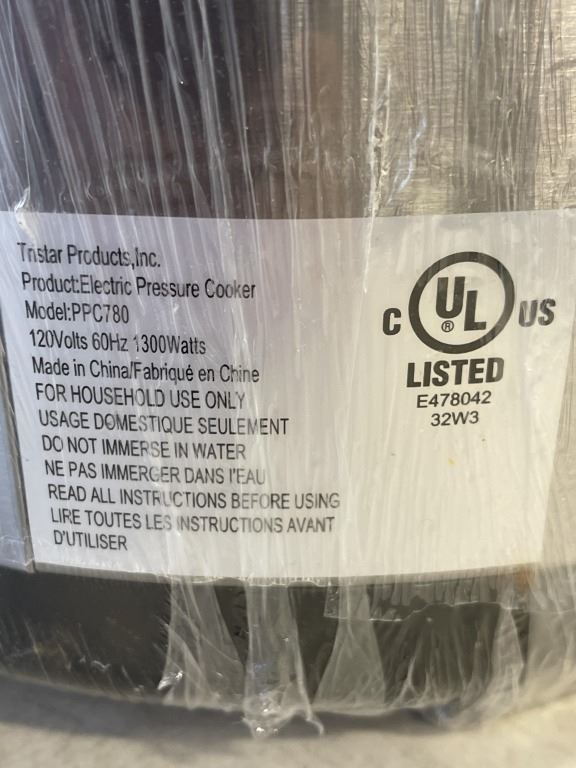 Tristar Products,Inc.
Product:Electric Pressure Cooker
Model:PPC780
120Volts 60Hz 1300Watts
Made in China/Fabriqué en Chine
FOR HOUSEHOLD USE ONLY
USAGE DOMESTIQUE SEULEMENT
DO NOT IMMERSE IN WATER
NE PAS IMMERGER DANS l'EAU
READ ALL INSTRUCTIONS BEFORE USING
LIRE TOUTES LES INSTRUCTIONS AVANT
D'UTILISER
C UL ® US
LISTED
E478042
32W3